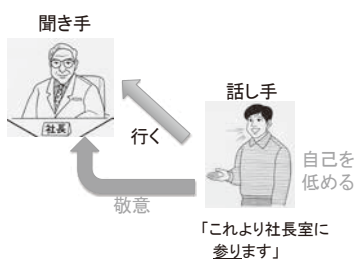 聞き手
社長
行く
話し手
自己を
低める
敬意
「これより社長室に
参ります」